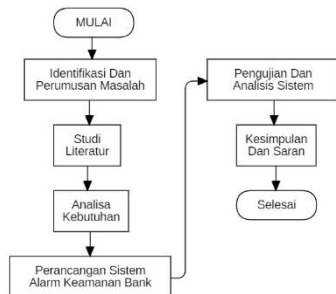 MULAI
Identifikasi Dan
Perumusan Masalah
Studi
Literatur
Analisa
Kebutuhan
Perancangan Sistem
Alarm Keamanan Bank
Pengujian Dan
Analisis Sistem
Kesimpulan
Dan Saran
Selesai